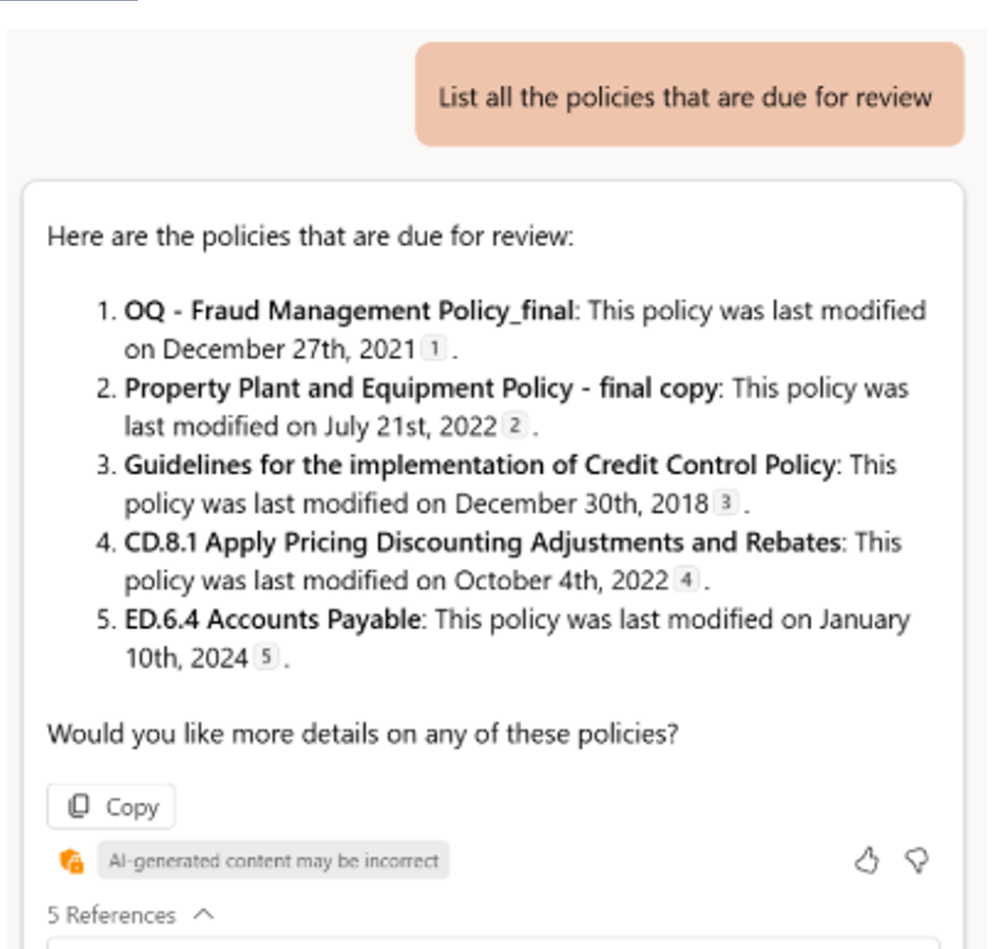 List all the policies that are due for review
Here are the policies that are due for review:
1. OQ - Fraud Management Policy_final: This policy was last modified
on December 27th, 2021 1 .
2. Property Plant and Equipment Policy - final copy: This policy was
last modified on July 21st, 2022 2 .
3. Guidelines for the implementation of Credit Control Policy: This
policy was last modified on December 30th, 2018 3 .
4. CD.8.1 Apply Pricing Discounting Adjustments and Rebates: This
policy was last modified on October 4th, 2022 4 .
5. ED.6.4 Accounts Payable: This policy was last modified on January
10th, 2024 5 .
Would you like more details on any of these policies?
Copy
AI-generated content may be incorrect
5 References